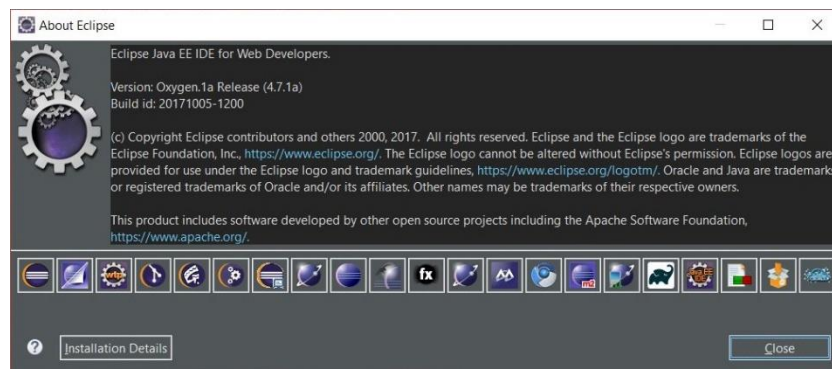 About Eclipse
Eclipse Java EE IDE for Web Developers.
Version: Oxygen.1a Release (4.7.1a)
Build id: 20171005-1200
(c) Copyright Eclipse contributors and others 2000, 2017.  All rights reserved. Eclipse and the Eclipse logo are trademarks of the
Eclipse Foundation, Inc., https://www.eclipse.org/. The Eclipse logo cannot be altered without Eclipse's permission. Eclipse logos are
provided for use under the Eclipse logo and trademark guidelines, https://www.eclipse.org/logotm/. Oracle and Java are trademarks
or registered trademarks of Oracle and/or its affiliates. Other names may be trademarks of their respective owners.
This product includes software developed by other open source projects including the Apache Software Foundation,
https://www.apache.org/.
wtp fx m2
? Installation Details Close